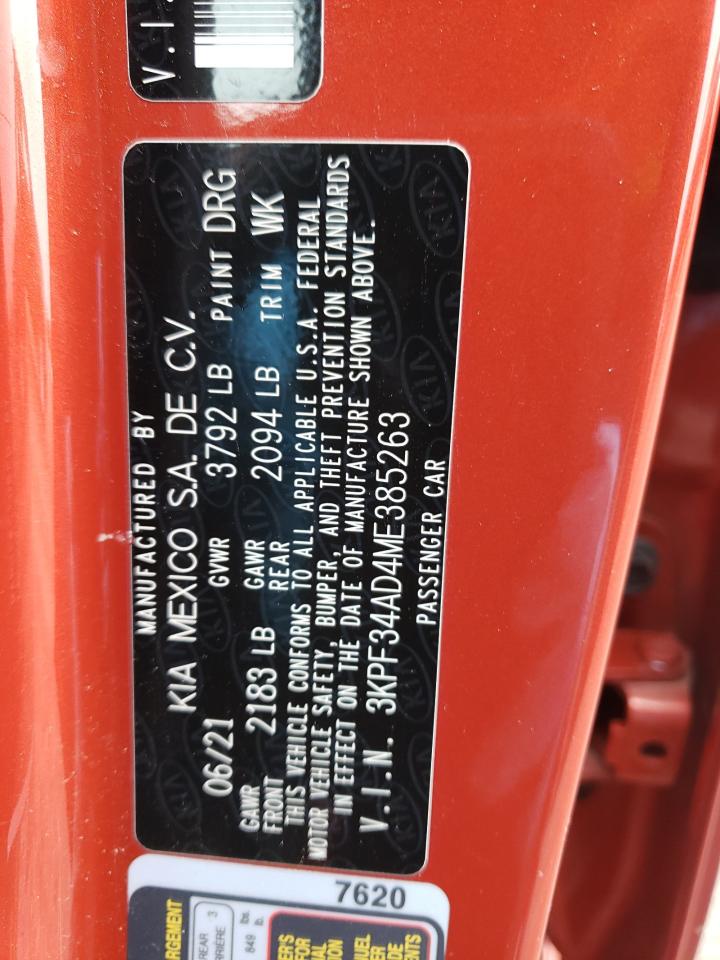 V.I.
MANUFACTURED BY
KIA MEXICO S.A. DE C.V.
06/21 GVWR 3792 LB PAINT DRG
GAWR FRONT 2183 LB GAWR REAR 2094 LB TRIM WK
THIS VEHICLE CONFORMS TO ALL APPLICABLE U.S.A. FEDERAL
MOTOR VEHICLE SAFETY, BUMPER, AND THEFT PREVENTION STANDARDS
IN EFFECT ON THE DATE OF MANUFACTURE SHOWN ABOVE.
V.I.N. 3KPF34AD4ME385263
PASSENGER CAR
7620
REAR 3
849